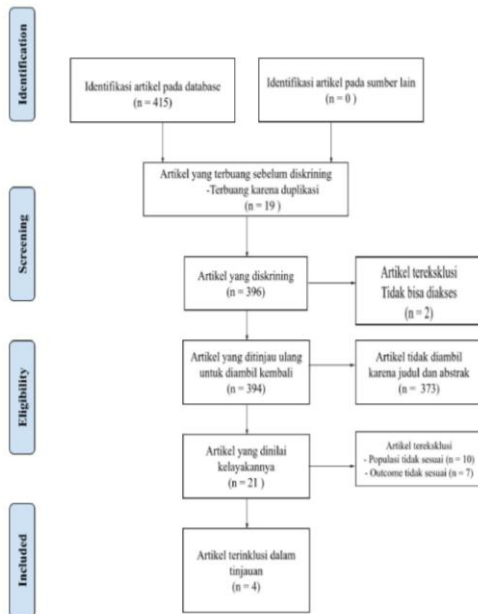 Identification
Identifikasi artikel pada database
(n = 415)
Identifikasi artikel pada sumber lain
(n = 0 )
Artikel yang terbuang sebelum diskrining
-Terbuang karena duplikasi
(n = 19 )
Screening
Artikel yang diskrining
(n = 396)
Artikel tereksklusi
Tidak bisa diakses
(n = 2)
Eligibility
Artikel yang ditinjau ulang
untuk diambil kembali
(n = 394)
Artikel tidak diambil
karena judul dan abstrak
(n = 373)
Artikel yang dinilai
kelayakannya
(n = 21 )
Artikel tereksklusi
- Populasi tidak sesuai (n = 10)
- Outcome tidak sesuai (n = 7)
Included
Artikel terinklusi dalam
tinjauan
(n = 4)